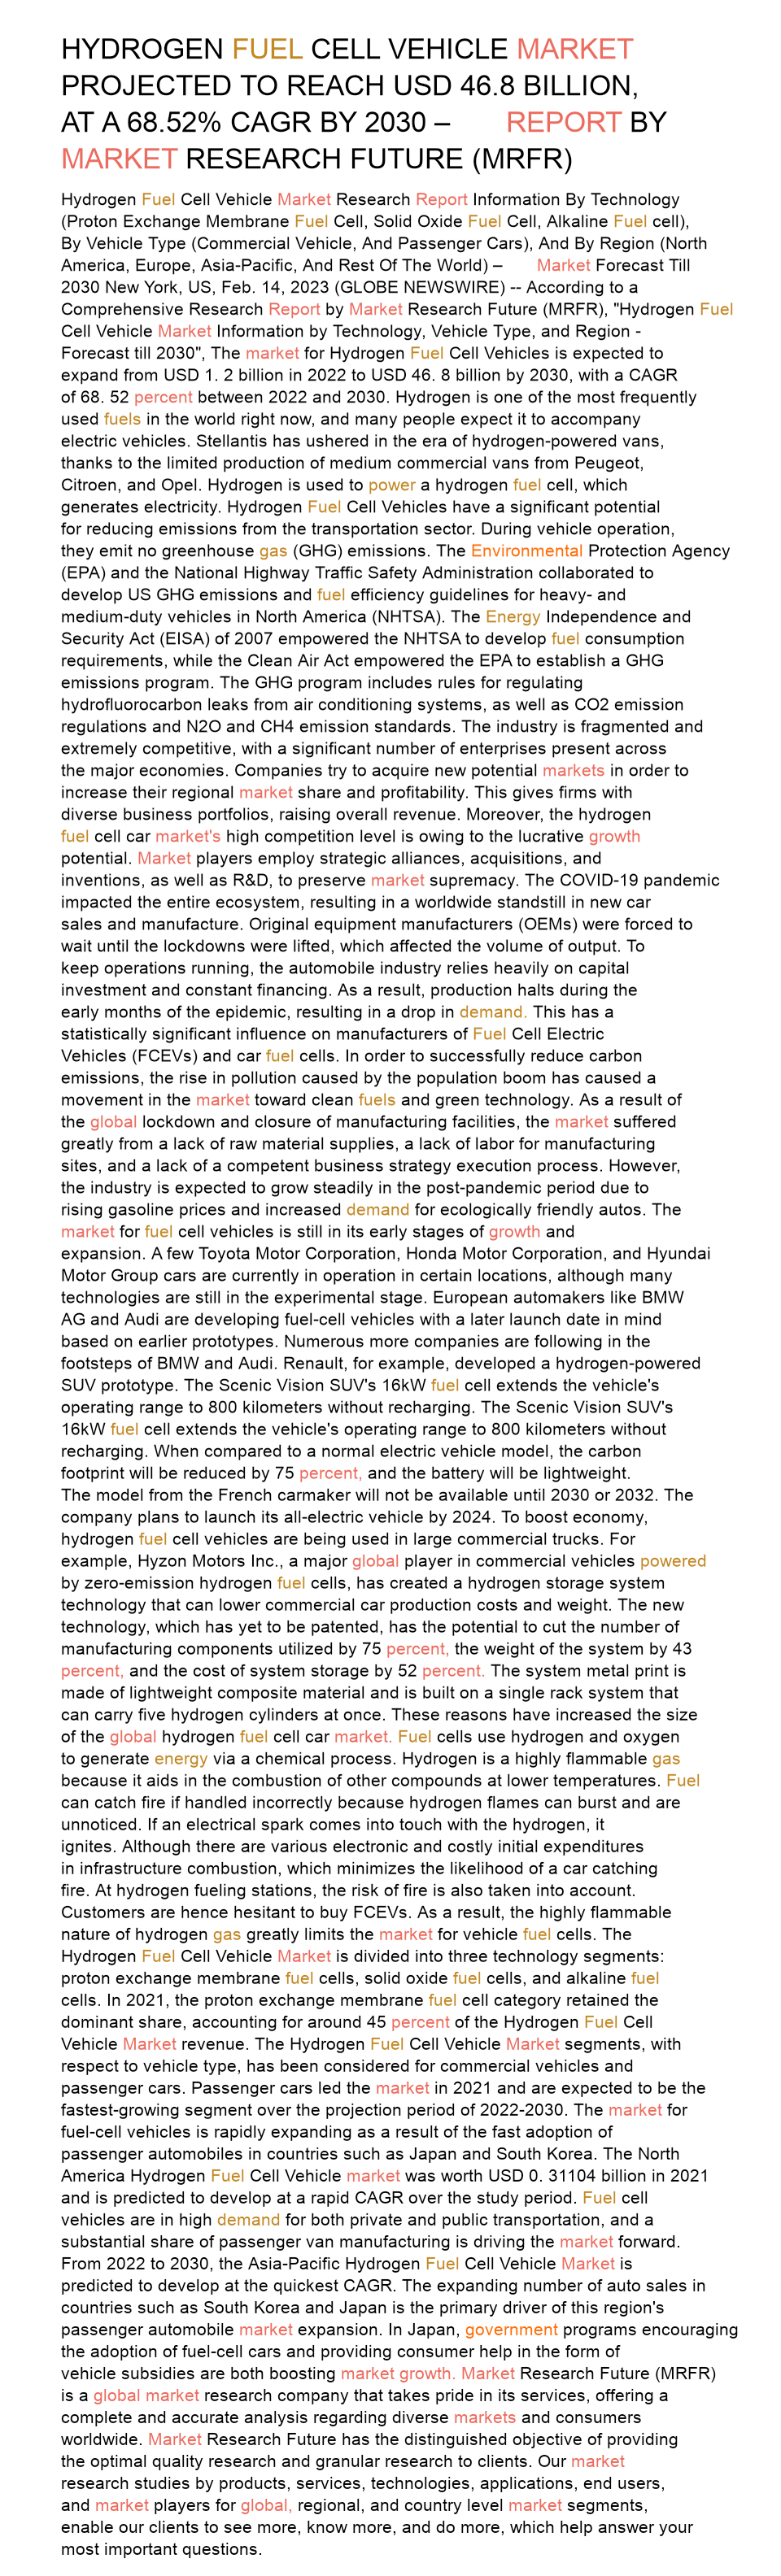 HYDROGEN FUEL CELL VEHICLE MARKET
PROJECTED TO REACH USD 46.8 BILLION,
AT A 68.52% CAGR BY 2030 – REPORT BY
MARKET RESEARCH FUTURE (MRFR)
Hydrogen Fuel Cell Vehicle Market Research Report Information By Technology
(Proton Exchange Membrane Fuel Cell, Solid Oxide Fuel Cell, Alkaline Fuel cell),
By Vehicle Type (Commercial Vehicle, And Passenger Cars), And By Region (North
America, Europe, Asia-Pacific, And Rest Of The World) – Market Forecast Till
2030 New York, US, Feb. 14, 2023 (GLOBE NEWSWIRE) -- According to a
Comprehensive Research Report by Market Research Future (MRFR), "Hydrogen Fuel
Cell Vehicle Market Information by Technology, Vehicle Type, and Region -
Forecast till 2030", The market for Hydrogen Fuel Cell Vehicles is expected to
expand from USD 1. 2 billion in 2022 to USD 46. 8 billion by 2030, with a CAGR
of 68. 52 percent between 2022 and 2030. Hydrogen is one of the most frequently
used fuels in the world right now, and many people expect it to accompany
electric vehicles. Stellantis has ushered in the era of hydrogen-powered vans,
thanks to the limited production of medium commercial vans from Peugeot,
Citroen, and Opel. Hydrogen is used to power a hydrogen fuel cell, which
generates electricity. Hydrogen Fuel Cell Vehicles have a significant potential
for reducing emissions from the transportation sector. During vehicle operation,
they emit no greenhouse gas (GHG) emissions. The Environmental Protection Agency
(EPA) and the National Highway Traffic Safety Administration collaborated to
develop US GHG emissions and fuel efficiency guidelines for heavy- and
medium-duty vehicles in North America (NHTSA). The Energy Independence and
Security Act (EISA) of 2007 empowered the NHTSA to develop fuel consumption
requirements, while the Clean Air Act empowered the EPA to establish a GHG
emissions program. The GHG program includes rules for regulating
hydrofluorocarbon leaks from air conditioning systems, as well as CO2 emission
regulations and N2O and CH4 emission standards. The industry is fragmented and
extremely competitive, with a significant number of enterprises present across
the major economies. Companies try to acquire new potential markets in order to
increase their regional market share and profitability. This gives firms with
diverse business portfolios, raising overall revenue. Moreover, the hydrogen
fuel cell car market's high competition level is owing to the lucrative growth
potential. Market players employ strategic alliances, acquisitions, and
inventions, as well as R&D, to preserve market supremacy. The COVID-19 pandemic
impacted the entire ecosystem, resulting in a worldwide standstill in new car
sales and manufacture. Original equipment manufacturers (OEMs) were forced to
wait until the lockdowns were lifted, which affected the volume of output. To
keep operations running, the automobile industry relies heavily on capital
investment and constant financing. As a result, production halts during the
early months of the epidemic, resulting in a drop in demand. This has a
statistically significant influence on manufacturers of Fuel Cell Electric
Vehicles (FCEVs) and car fuel cells. In order to successfully reduce carbon
emissions, the rise in pollution caused by the population boom has caused a
movement in the market toward clean fuels and green technology. As a result of
the global lockdown and closure of manufacturing facilities, the market suffered
greatly from a lack of raw material supplies, a lack of labor for manufacturing
sites, and a lack of a competent business strategy execution process. However,
the industry is expected to grow steadily in the post-pandemic period due to
rising gasoline prices and increased demand for ecologically friendly autos. The
market for fuel cell vehicles is still in its early stages of growth and
expansion. A few Toyota Motor Corporation, Honda Motor Corporation, and Hyundai
Motor Group cars are currently in operation in certain locations, although many
technologies are still in the experimental stage. European automakers like BMW
AG and Audi are developing fuel-cell vehicles with a later launch date in mind
based on earlier prototypes. Numerous more companies are following in the
footsteps of BMW and Audi. Renault, for example, developed a hydrogen-powered
SUV prototype. The Scenic Vision SUV's 16kW fuel cell extends the vehicle's
operating range to 800 kilometers without recharging. The Scenic Vision SUV's
16kW fuel cell extends the vehicle's operating range to 800 kilometers without
recharging. When compared to a normal electric vehicle model, the carbon
footprint will be reduced by 75 percent, and the battery will be lightweight.
The model from the French carmaker will not be available until 2030 or 2032. The
company plans to launch its all-electric vehicle by 2024. To boost economy,
hydrogen fuel cell vehicles are being used in large commercial trucks. For
example, Hyzon Motors Inc., a major global player in commercial vehicles powered
by zero-emission hydrogen fuel cells, has created a hydrogen storage system
technology that can lower commercial car production costs and weight. The new
technology, which has yet to be patented, has the potential to cut the number of
manufacturing components utilized by 75 percent, the weight of the system by 43
percent, and the cost of system storage by 52 percent. The system metal print is
made of lightweight composite material and is built on a single rack system that
can carry five hydrogen cylinders at once. These reasons have increased the size
of the global hydrogen fuel cell car market. Fuel cells use hydrogen and oxygen
to generate energy via a chemical process. Hydrogen is a highly flammable gas
because it aids in the combustion of other compounds at lower temperatures. Fuel
can catch fire if handled incorrectly because hydrogen flames can burst and are
unnoticed. If an electrical spark comes into touch with the hydrogen, it
ignites. Although there are various electronic and costly initial expenditures
in infrastructure combustion, which minimizes the likelihood of a car catching
fire. At hydrogen fueling stations, the risk of fire is also taken into account.
Customers are hence hesitant to buy FCEVs. As a result, the highly flammable
nature of hydrogen gas greatly limits the market for vehicle fuel cells. The
Hydrogen Fuel Cell Vehicle Market is divided into three technology segments:
proton exchange membrane fuel cells, solid oxide fuel cells, and alkaline fuel
cells. In 2021, the proton exchange membrane fuel cell category retained the
dominant share, accounting for around 45 percent of the Hydrogen Fuel Cell
Vehicle Market revenue. The Hydrogen Fuel Cell Vehicle Market segments, with
respect to vehicle type, has been considered for commercial vehicles and
passenger cars. Passenger cars led the market in 2021 and are expected to be the
fastest-growing segment over the projection period of 2022-2030. The market for
fuel-cell vehicles is rapidly expanding as a result of the fast adoption of
passenger automobiles in countries such as Japan and South Korea. The North
America Hydrogen Fuel Cell Vehicle market was worth USD 0. 31104 billion in 2021
and is predicted to develop at a rapid CAGR over the study period. Fuel cell
vehicles are in high demand for both private and public transportation, and a
substantial share of passenger van manufacturing is driving the market forward.
From 2022 to 2030, the Asia-Pacific Hydrogen Fuel Cell Vehicle Market is
predicted to develop at the quickest CAGR. The expanding number of auto sales in
countries such as South Korea and Japan is the primary driver of this region's
passenger automobile market expansion. In Japan, government programs encouraging
the adoption of fuel-cell cars and providing consumer help in the form of
vehicle subsidies are both boosting market growth. Market Research Future (MRFR)
is a global market research company that takes pride in its services, offering a
complete and accurate analysis regarding diverse markets and consumers
worldwide. Market Research Future has the distinguished objective of providing
the optimal quality research and granular research to clients. Our market
research studies by products, services, technologies, applications, end users,
and market players for global, regional, and country level market segments,
enable our clients to see more, know more, and do more, which help answer your
most important questions.